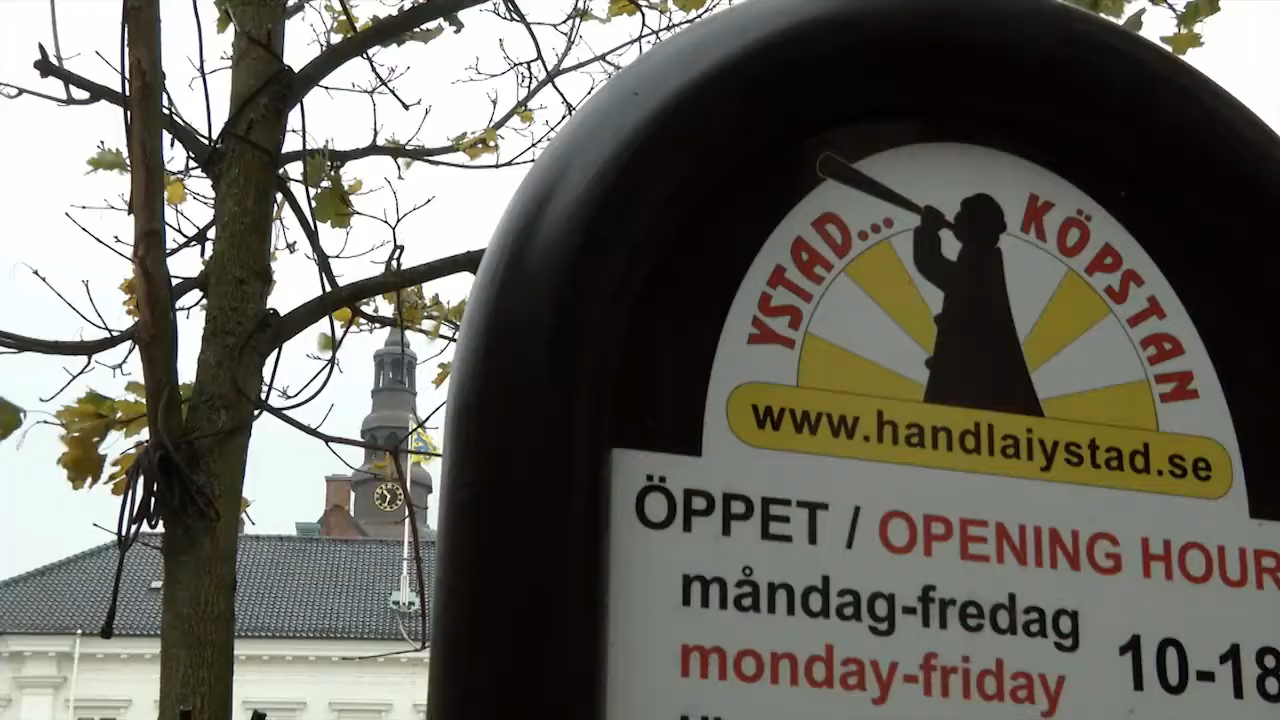 YSTAD... KÖPSTAN
www.handlaiystad.se
ÖPPET / OPENING HOUR
måndag-fredag
monday-friday
10-18